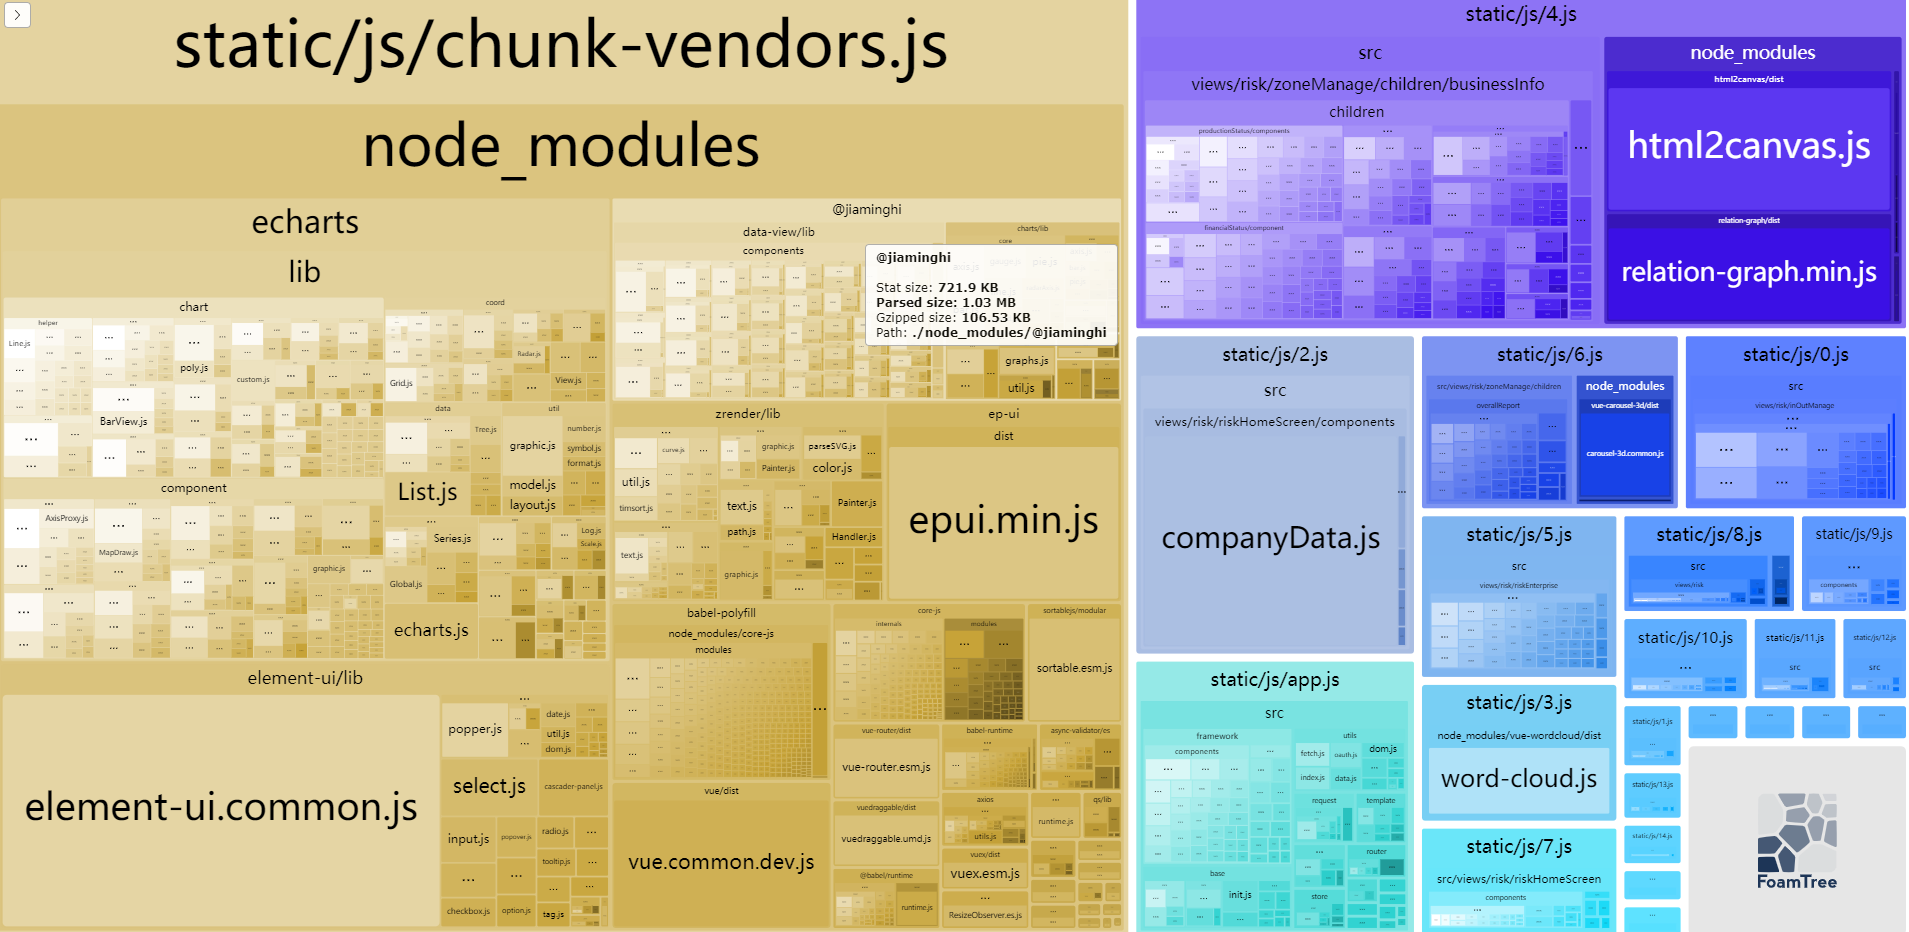 static/js/chunk-vendors.js
node_modules
echarts
lib
chart
helper
Line.js
poly.js
custom.js
BarView.js
coord
Radar.js
Grid.js
View.js
data
util
Tree.js
graphic.js
number.js
symbol.js
format.js
List.js
model.js
layout.js
component
AxisProxy.js
MapDraw.js
graphic.js
Series.js
Log.js
Scale.js
Global.js
echarts.js
@jiaminghi
data-view/lib
components
charts/lib
core
@jiaminghi
Stat size: 721.9 KB
Parsed size: 1.03 MB
Gzipped size: 106.53 KB
Path: ./node_modules/@jiaminghi
graphs.js
util.js
zrender/lib
curve.js
graphic.js
parseSVG.js
util.js
Painter.js
color.js
timsort.js
text.js
Painter.js
path.js
Handler.js
text.js
graphic.js
ep-ui
dist
epui.min.js
babel-polyfill
node_modules/core-js
modules
core-js
internals
modules
sortablejs/modular
sortable.esm.js
element-ui/lib
element-ui.common.js
popper.js
date.js
util.js
dom.js
select.js
cascader-panel.js
input.js
popover.js
radio.js
tooltip.js
checkbox.js
option.js
tag.js
vue/dist
vue.common.dev.js
vue-router/dist
vue-router.esm.js
babel-runtime
async-validator/es
vuedraggable/dist
vuedraggable.umd.js
axios
utils.js
runtime.js
qs/lib
vuex/dist
vuex.esm.js
@babel/runtime
runtime.js
ResizeObserver.es.js
static/js/4.js
src
views/risk/zoneManage/children/businessInfo
children
productionStatus/components
financialStatus/component
node_modules
html2canvas/dist
html2canvas.js
relation-graph/dist
relation-graph.min.js
static/js/2.js
src
views/risk/riskHomeScreen/components
companyData.js
static/js/6.js
src/views/risk/zoneManage/children
overallReport
node_modules
vue-carousel-3d/dist
carousel-3d.common.js
static/js/0.js
src
views/risk/inOutManage
static/js/5.js
src
views/risk/riskEnterprise
static/js/8.js
src
views/risk
static/js/9.js
components
static/js/10.js
static/js/11.js
src
static/js/12.js
src
static/js/app.js
src
framework
components
utils
fetch.js
oauth.js
dom.js
index.js
data.js
request
template
router
base
init.js
store
static/js/3.js
node_modules/vue-wordcloud/dist
word-cloud.js
static/js/7.js
src/views/risk/riskHomeScreen
components
static/js/1.js
static/js/13.js
static/js/14.js
FoamTree